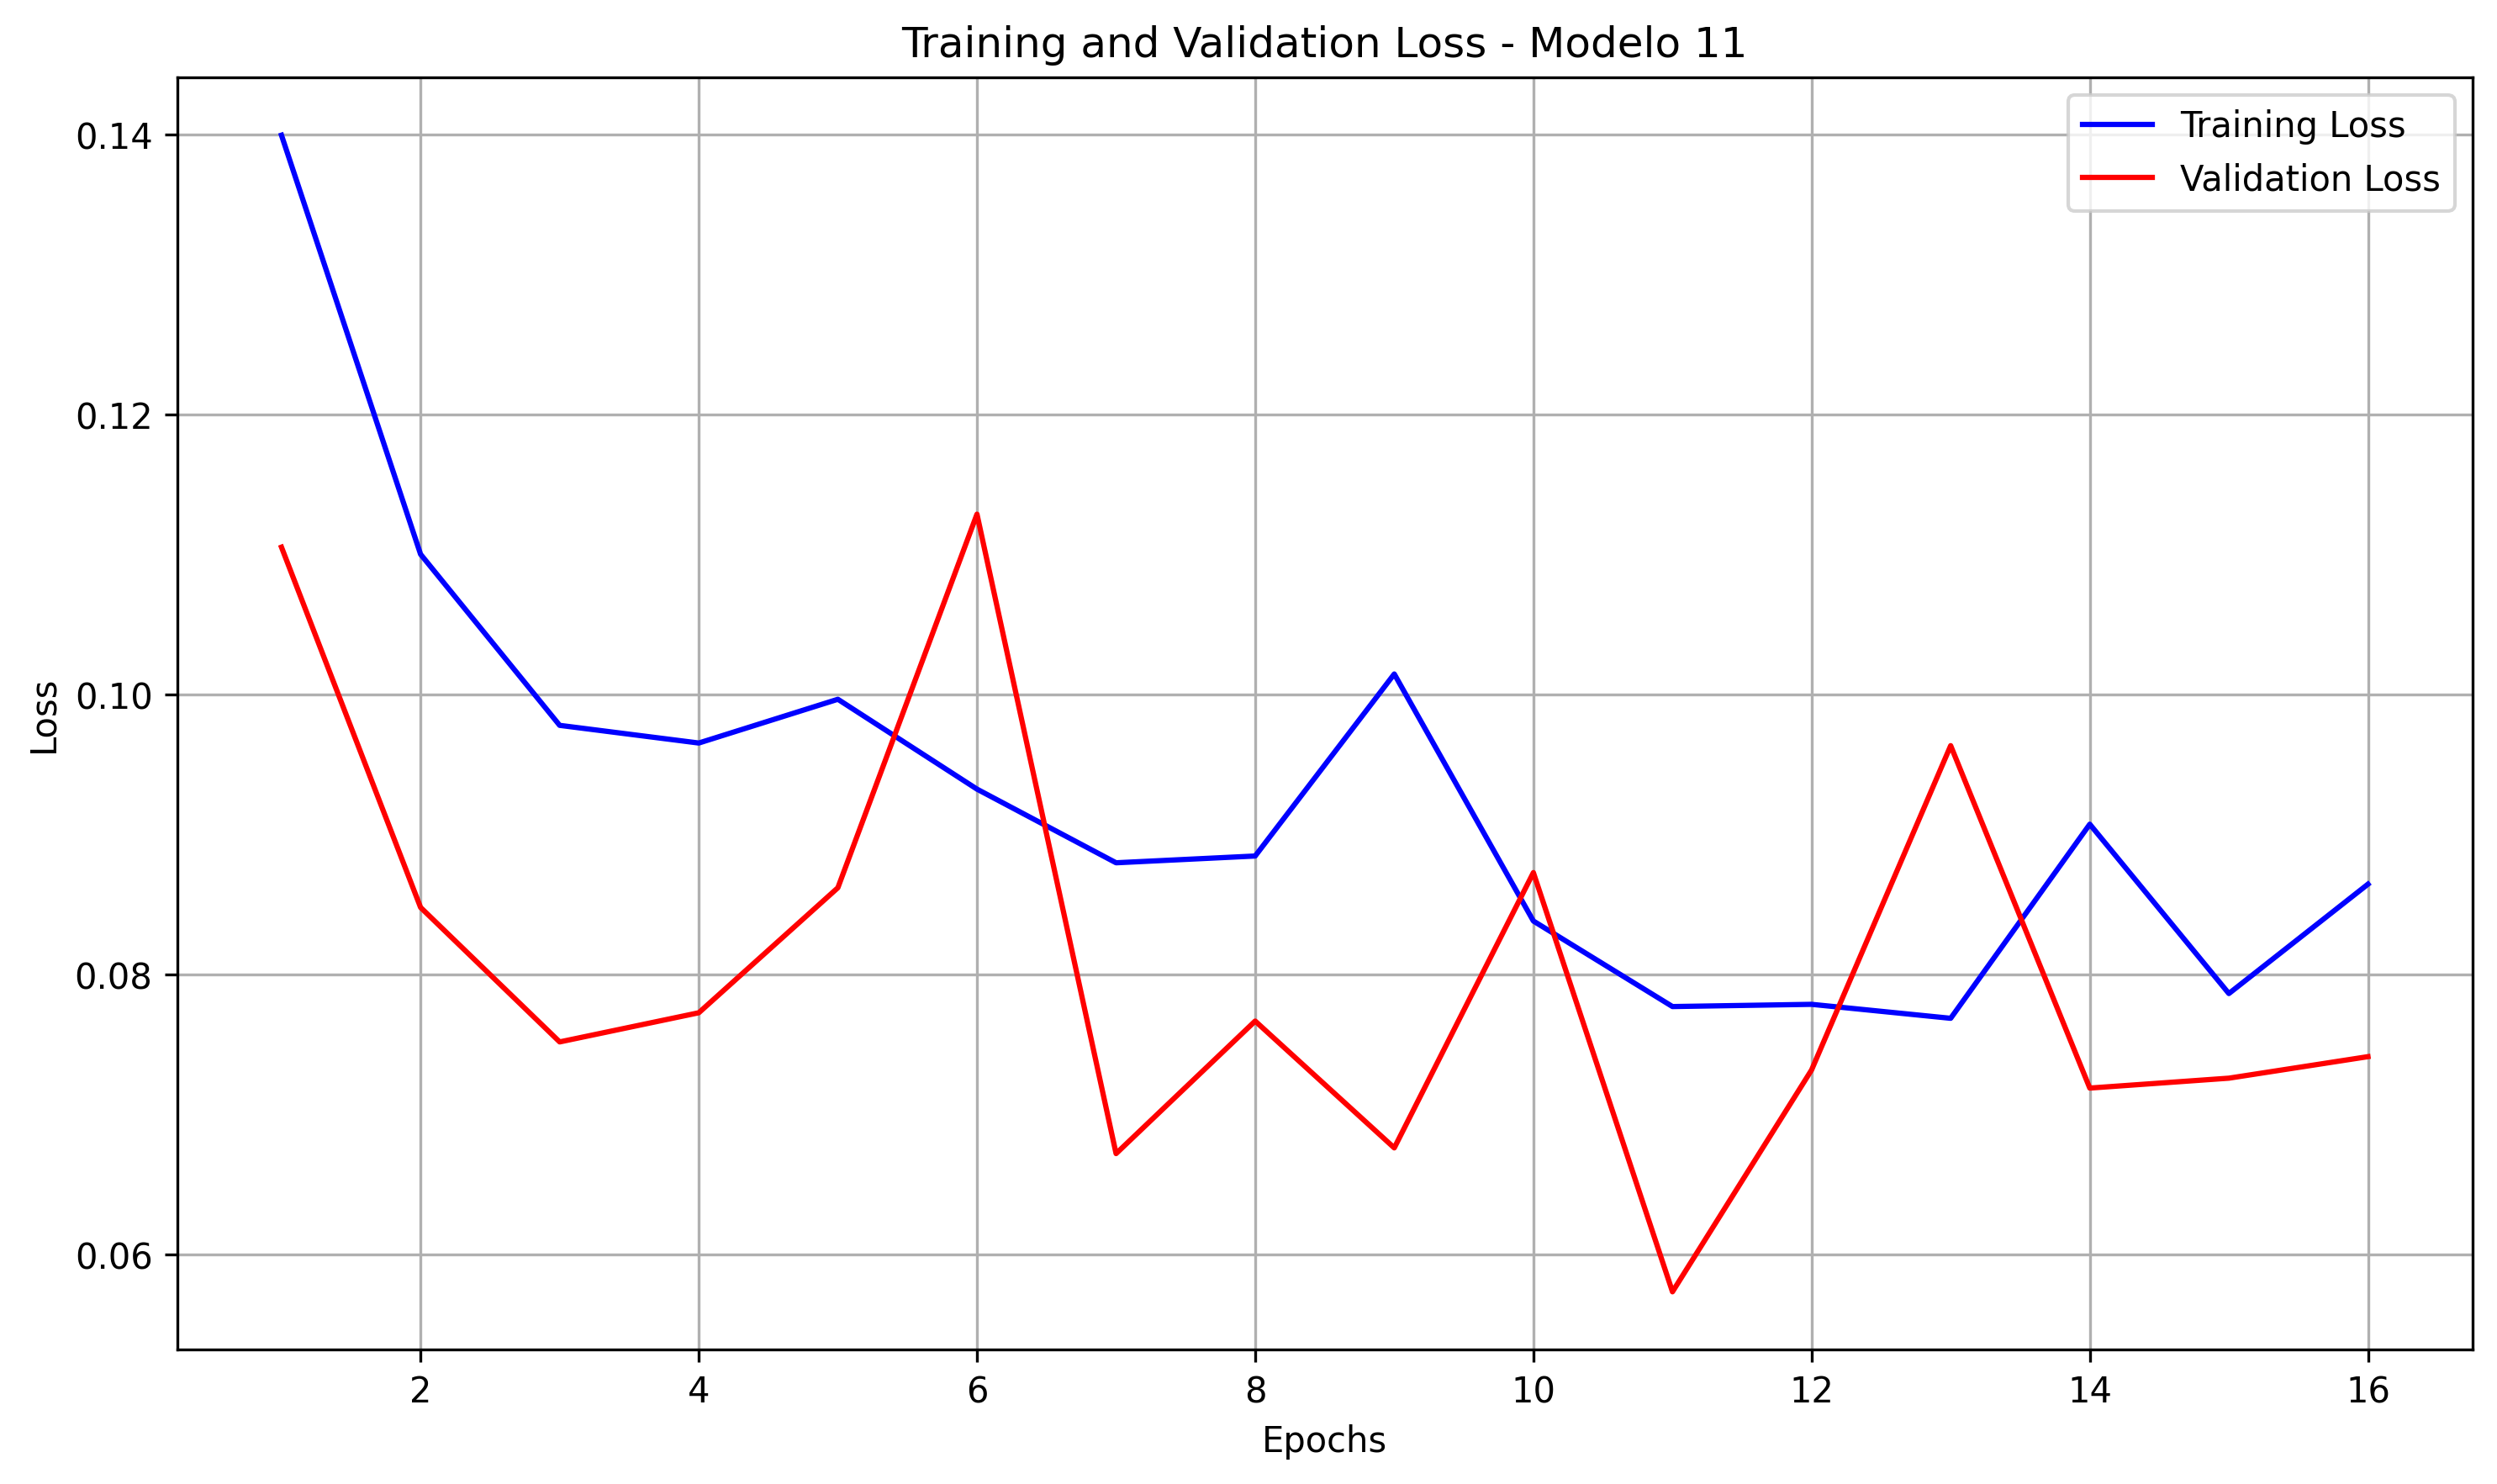 Training and Validation Loss - Modelo 11
Training Loss
Validation Loss
0.14
0.12
0.10
0.08
0.06
Loss
2 4 6 8 10 12 14 16
Epochs